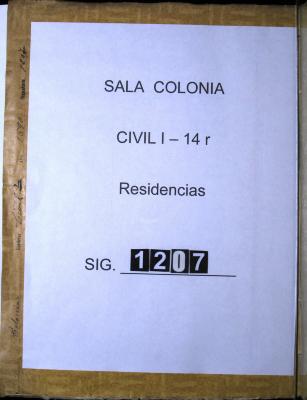 SALA COLONIA
CIVIL I – 14 r
Residencias
SIG. 1207